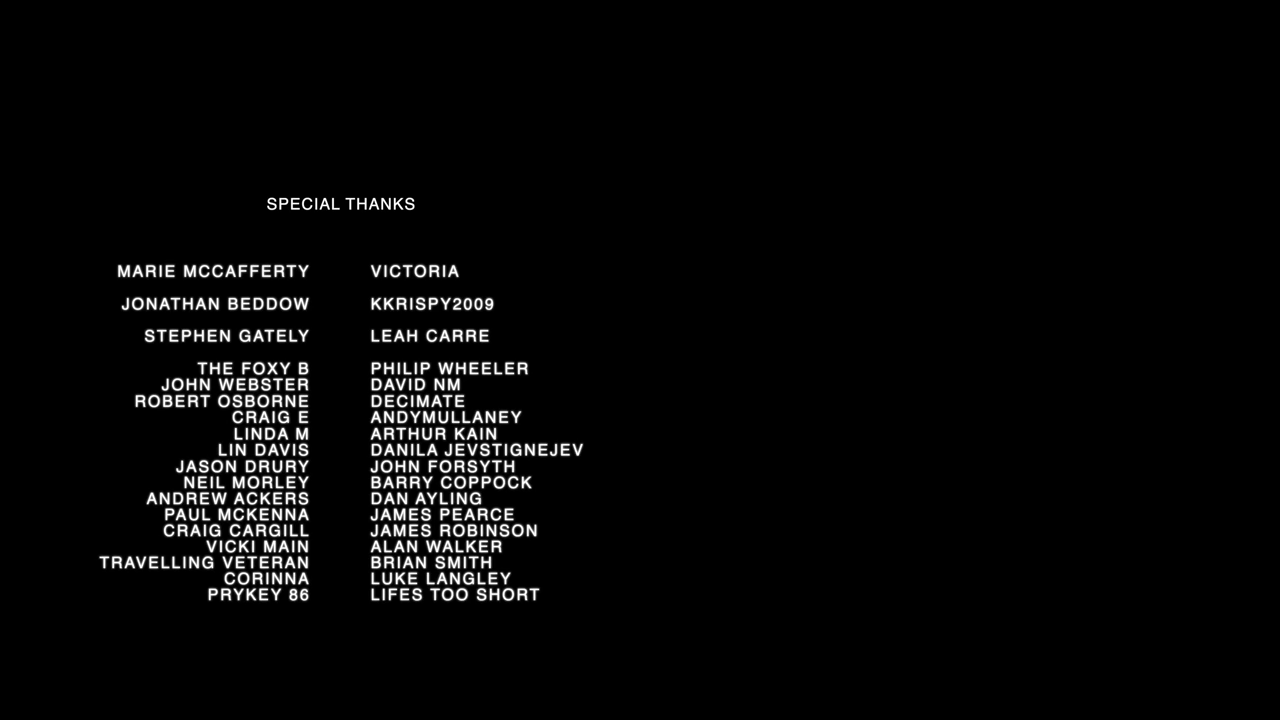 SPECIAL THANKS
MARIE MCCAFFERTY VICTORIA
JONATHAN BEDDOW KKRISPY2009
STEPHEN GATELY LEAH CARRE
THE FOXY B PHILIP WHEELER
JOHN WEBSTER DAVID NM
ROBERT OSBORNE DECIMATE
CRAIG E ANDYMULLANEY
LINDA M ARTHUR KAIN
LIN DAVIS DANILA JEVSTIGNEJEV
JASON DRURY JOHN FORSYTH
NEIL MORLEY BARRY COPPOCK
ANDREW ACKERS DAN AYLING
PAUL MCKENNA JAMES PEARCE
CRAIG CARGILL JAMES ROBINSON
VICKI MAIN ALAN WALKER
TRAVELLING VETERAN BRIAN SMITH
CORINNA LUKE LANGLEY
PRYKEY 86 LIFES TOO SHORT